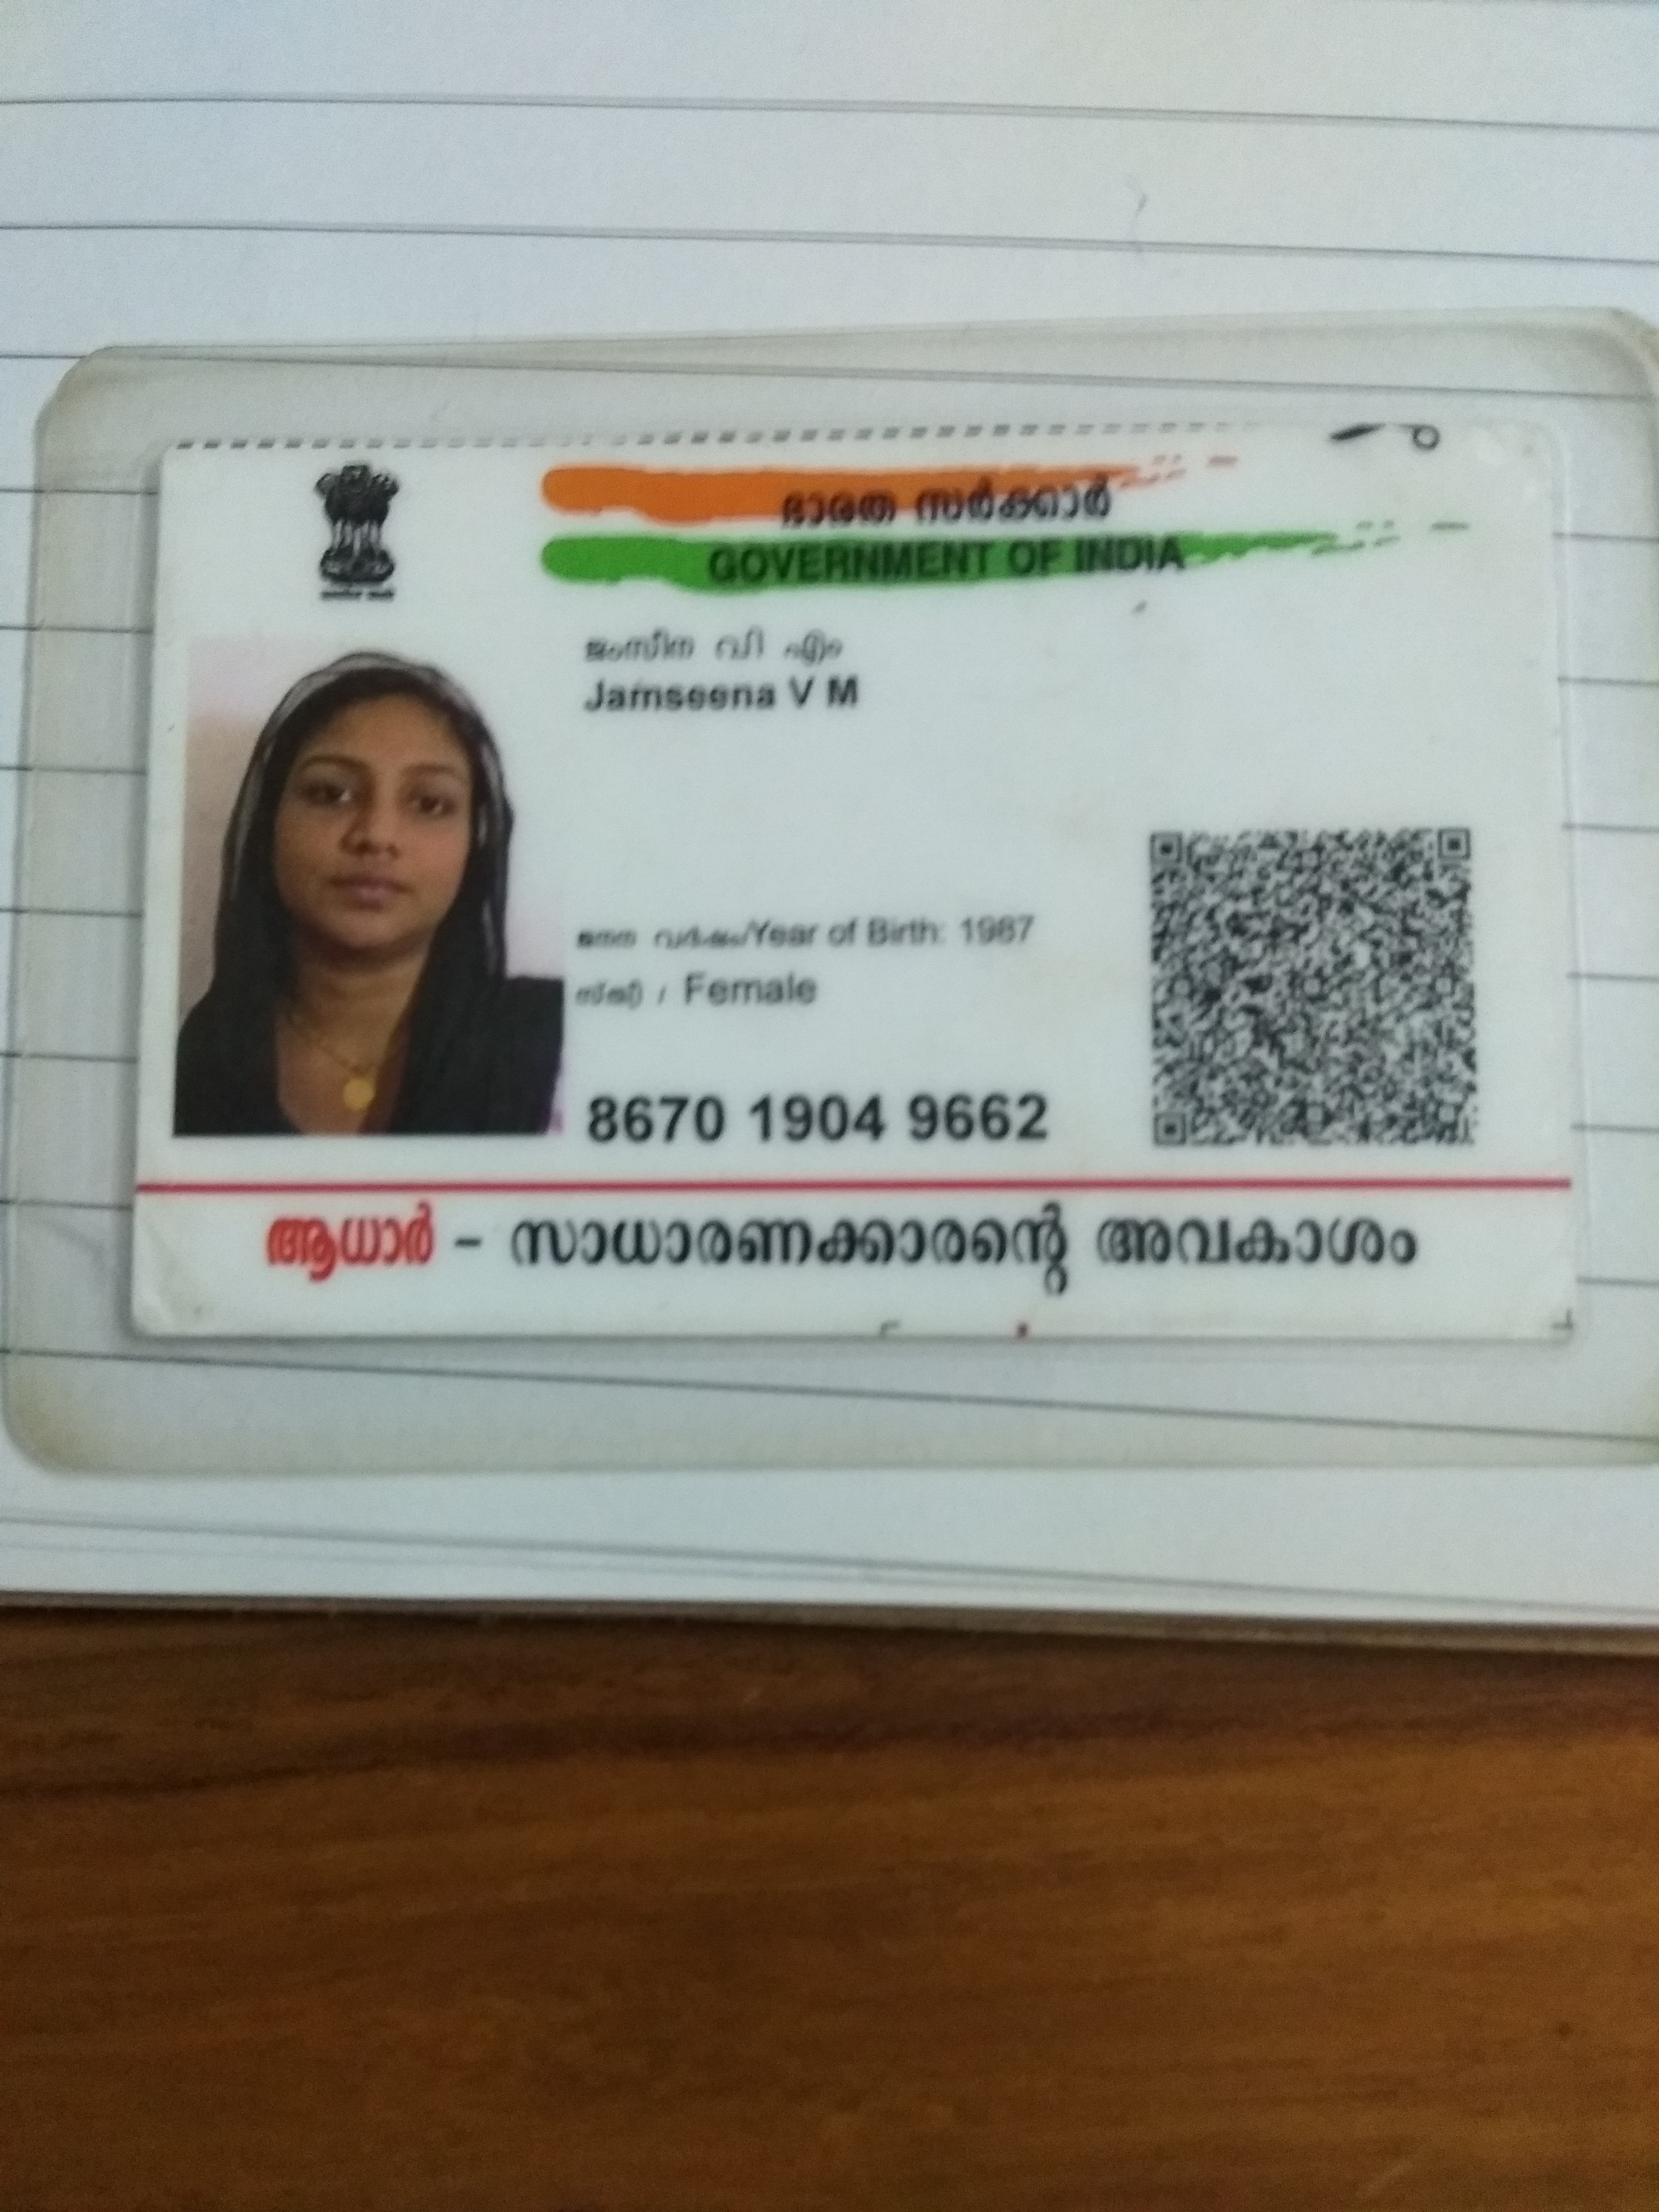 ഭാരത സർക്കാർ
GOVERNMENT OF INDIA
ജംസീന വി എം
Jamseena V M
ജനന വർഷം/Year of Birth: 1987
സ്ത്രീ / Female
8670 1904 9662
ആധാർ - സാധാരണക്കാരന്റെ അവകാശം